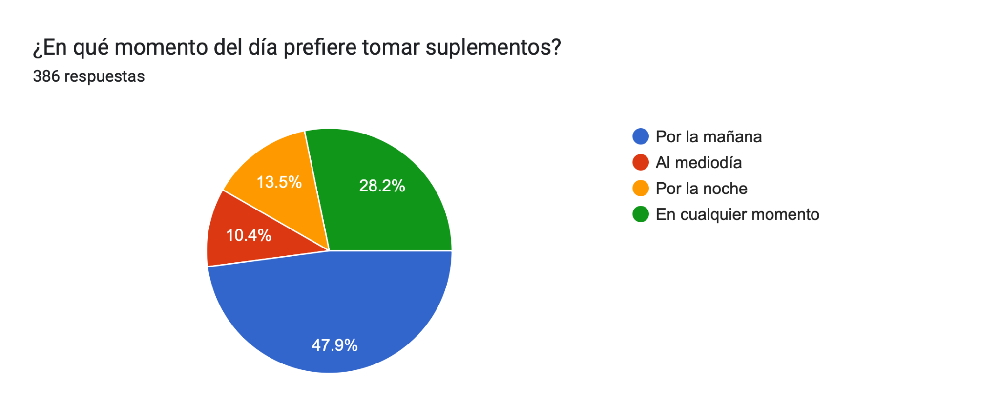 ¿En qué momento del día prefiere tomar suplementos?
386 respuestas
Por la mañana
Al mediodía
Por la noche
En cualquier momento
13.5%
28.2%
10.4%
47.9%